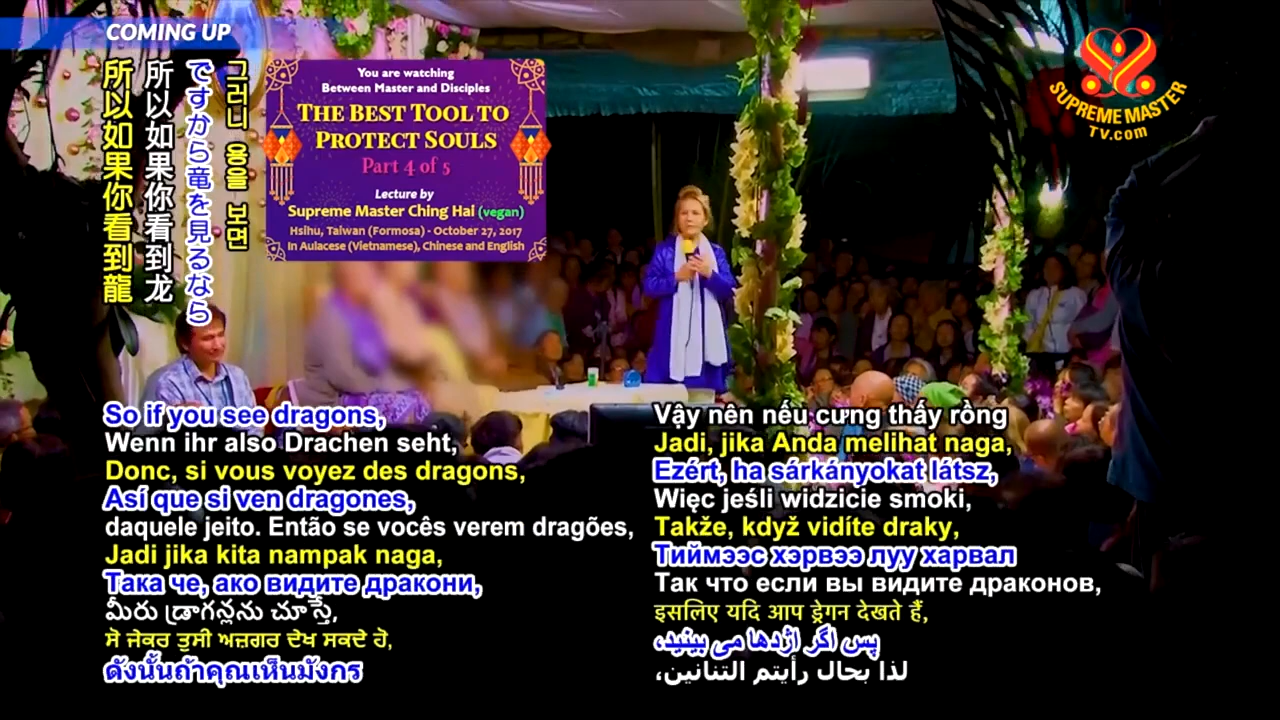 COMING UP
You are watching
Between Master and Disciples
THE BEST TOOL TO
PROTECT SOULS
Part 4 of 5
Lecture by
Supreme Master Ching Hai (vegan)
Hsihu, Taiwan (Formosa) - October 27, 2017
In Aulacese (Vietnamese), Chinese and English
SUPREME MASTER
TV.com
그러니 용을 보면
ですから竜を見るなら
所以如果你看到龙
所以如果你看到龍
So if you see dragons,
Wenn ihr also Drachen seht,
Donc, si vous voyez des dragons,
Así que si ven dragones,
daquele jeito. Então se vocês verem dragões,
Jadi jika kita nampak naga,
Така че, ако видите дракони,
మీరు డ్రాగన్లను చూస్తే,
ਸੋ ਜੇਕਰ ਤੁਸੀ ਅਜ਼ਗਰ ਦੇਖ ਸਕਦੇ ਹੋ,
ดังนั้นถ้าคุณเห็นมังกร
Vậy nên nếu cưng thấy rồng
Jadi, jika Anda melihat naga,
Ezért, ha sárkányokat látsz,
Więc jeśli widzicie smoki,
Takže, když vidíte draky,
Тиймээс хэрвээ луу харвал
Так что если вы видите драконов,
इसलिए यदि आप ड्रेगन देखते हैं,
پس اگر اژدها می بینید،
لذا بحال رأيتم التنانين،